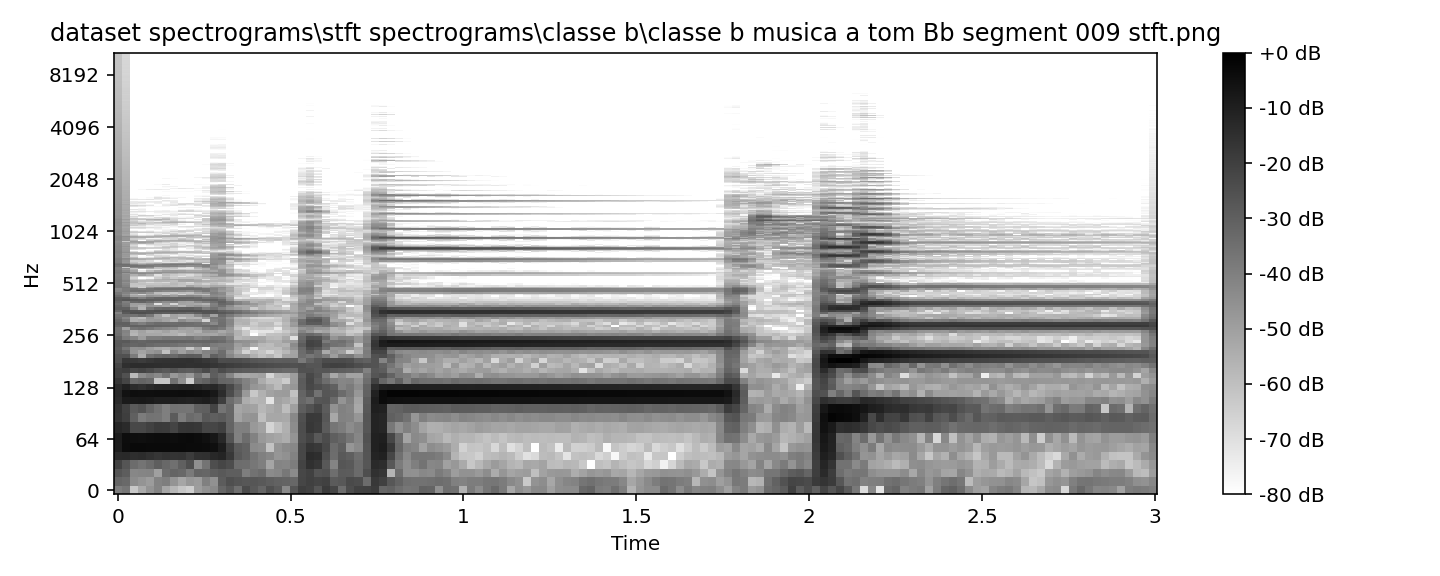 dataset spectrograms\stft spectrograms\classe b\classe b musica a tom Bb segment 009 stft.png
8192
4096
2048
1024
512
256
128
64
0
Hz
0
0.5
1
1.5
2
2.5
3
Time
+0 dB
-10 dB
-20 dB
-30 dB
-40 dB
-50 dB
-60 dB
-70 dB
-80 dB